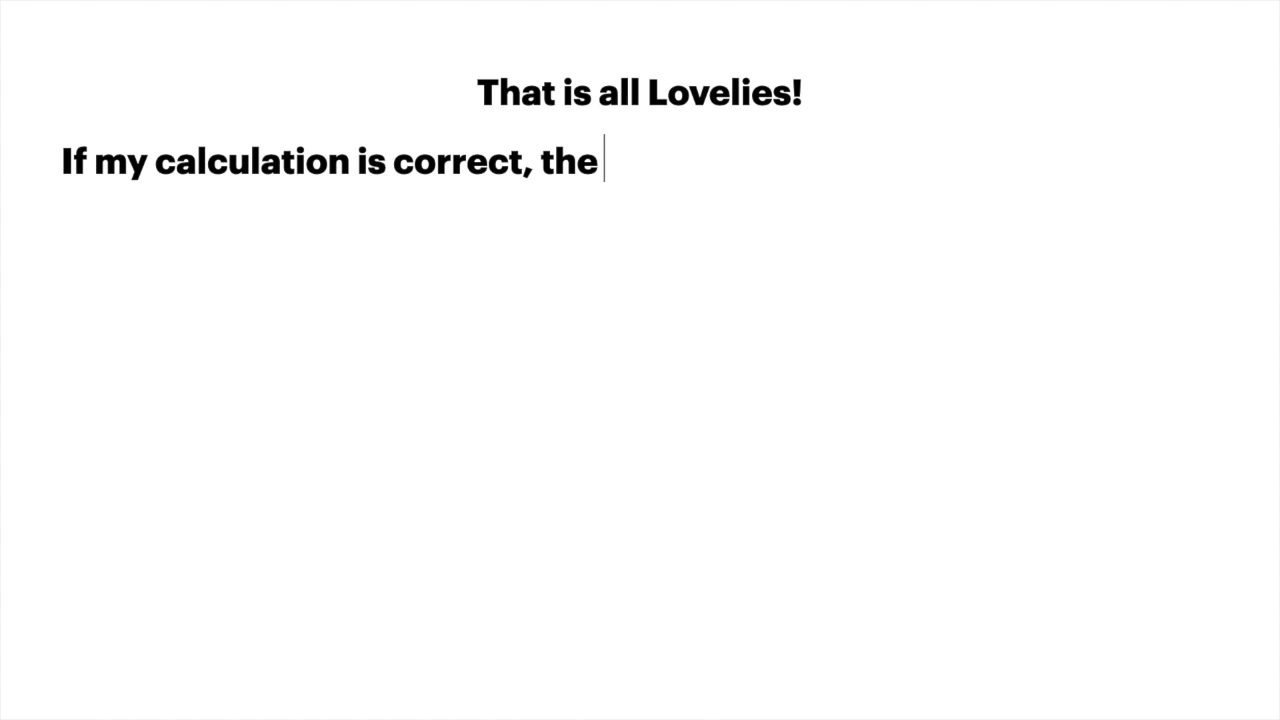 That is all Lovelies!
If my calculation is correct, the